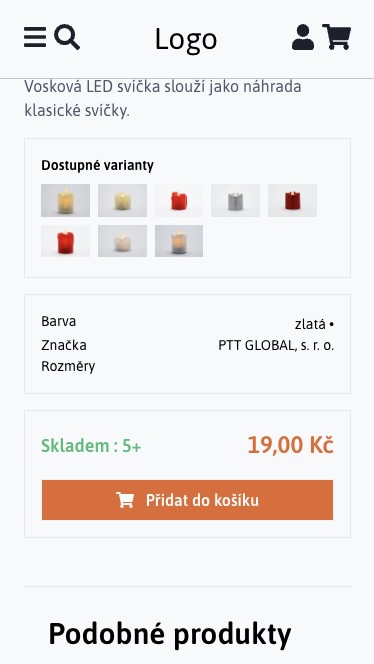 Logo
Vosková LED svíčka slouží jako náhrada
klasické svíčky.
Dostupné varianty
Barva zlatá •
Značka PTT GLOBAL, s. r. o.
Rozměry
Skladem : 5+ 19,00 Kč
Přidat do košíku
Podobné produkty